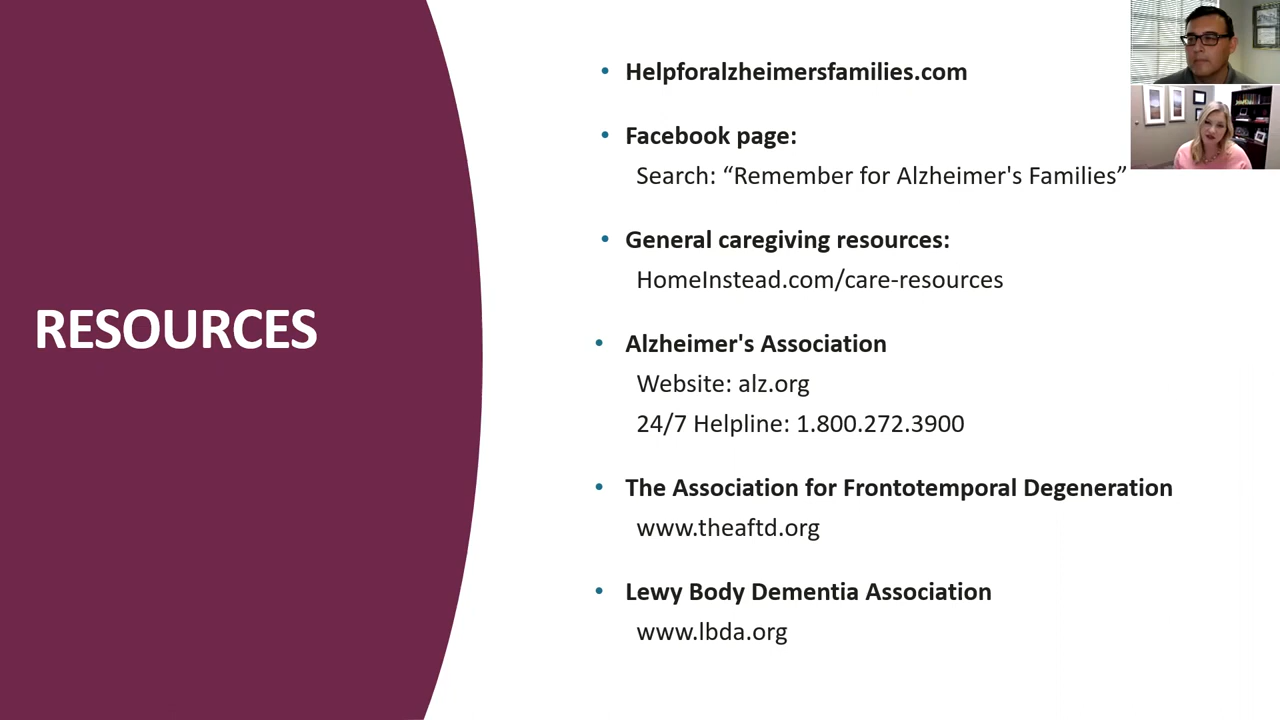 RESOURCES
• Helpforalzheimersfamilies.com
• Facebook page:
Search: “Remember for Alzheimer's Families”
• General caregiving resources:
HomeInstead.com/care-resources
• Alzheimer's Association
Website: alz.org
24/7 Helpline: 1.800.272.3900
• The Association for Frontotemporal Degeneration
www.theaftd.org
• Lewy Body Dementia Association
www.lbda.org